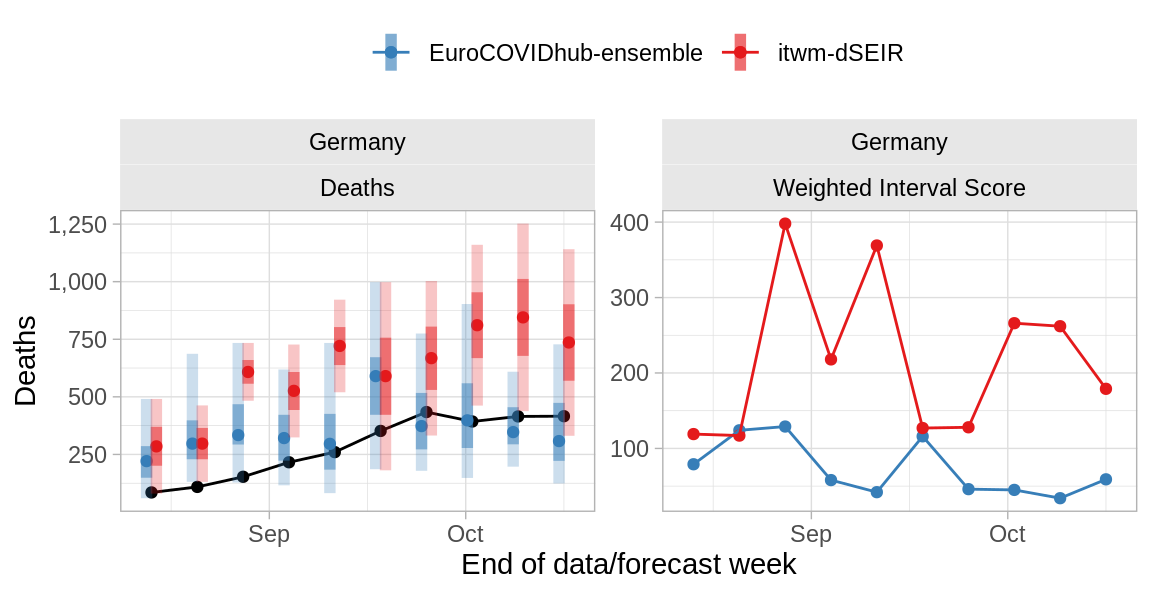 EuroCOVIDhub-ensemble itwm-dSEIR
Germany
Deaths
1,250
1,000
750
500
250
Deaths
Sep Oct
Germany
Weighted Interval Score
400
300
200
100
Sep Oct
End of data/forecast week